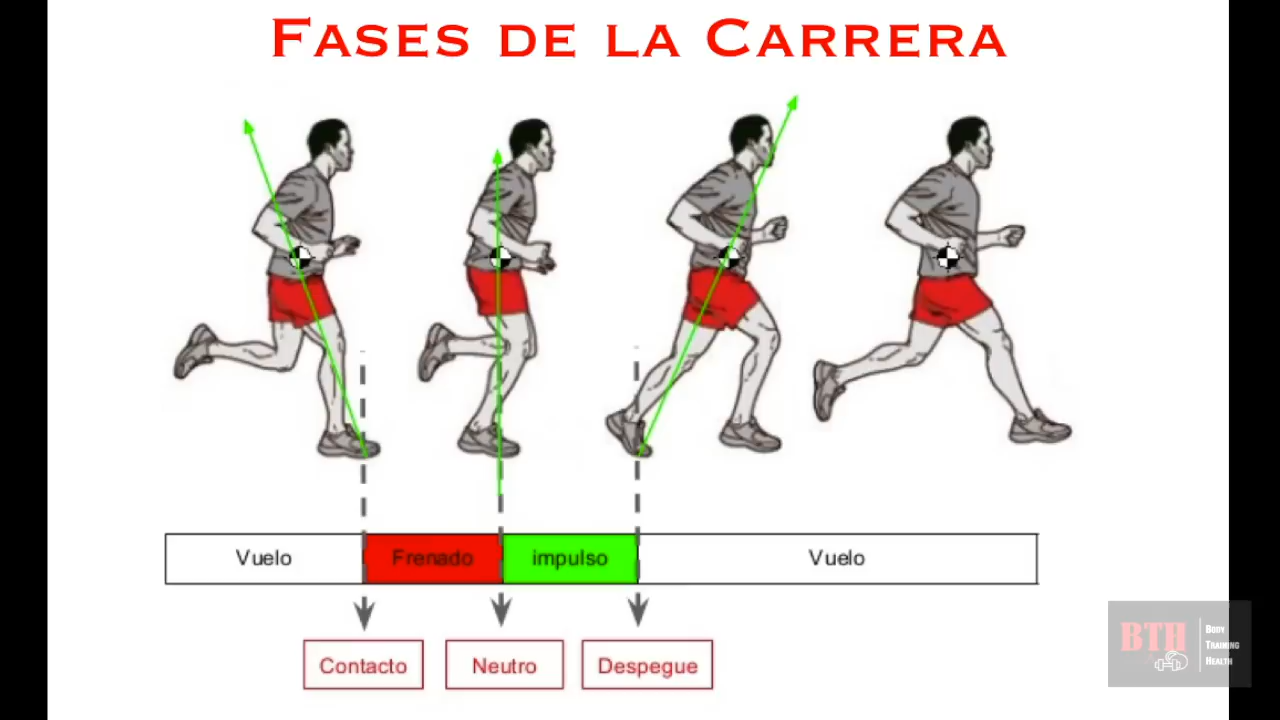 FASES DE LA CARRERA
Vuelo
Frenado
impulso
Vuelo
Contacto
Neutro
Despegue
BTH
BODY
TRAINING
HEALTH